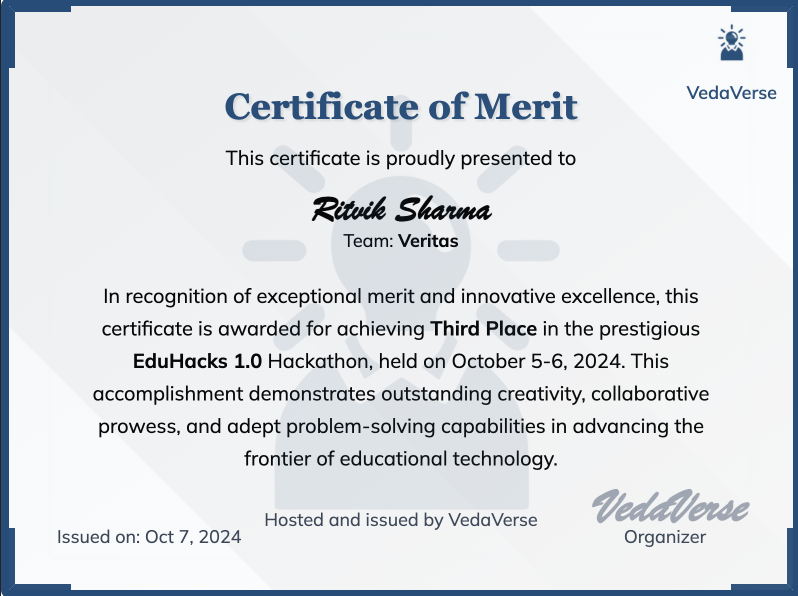 VedaVerse
Certificate of Merit
This certificate is proudly presented to
Ritvik Sharma
Team: Veritas
In recognition of exceptional merit and innovative excellence, this
certificate is awarded for achieving Third Place in the prestigious
EduHacks 1.0 Hackathon, held on October 5-6, 2024. This
accomplishment demonstrates outstanding creativity, collaborative
prowess, and adept problem-solving capabilities in advancing the
frontier of educational technology.
Issued on: Oct 7, 2024
Hosted and issued by VedaVerse
VedaVerse
Organizer